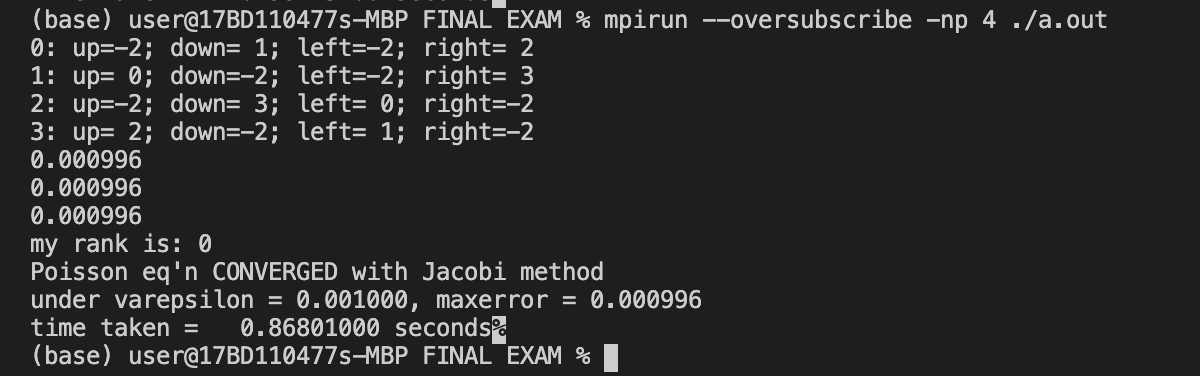 (base) user@17BD110477s-MBP FINAL EXAM % mpirun --oversubscribe -np 4 ./a.out
0: up=-2; down= 1; left=-2; right= 2
1: up= 0; down=-2; left=-2; right= 3
2: up=-2; down= 3; left= 0; right=-2
3: up= 2; down=-2; left= 1; right=-2
0.000996
0.000996
0.000996
my rank is: 0
Poisson eq'n CONVERGED with Jacobi method
under varepsilon = 0.001000, maxerror = 0.000996
time taken =   0.86801000 seconds%
(base) user@17BD110477s-MBP FINAL EXAM %